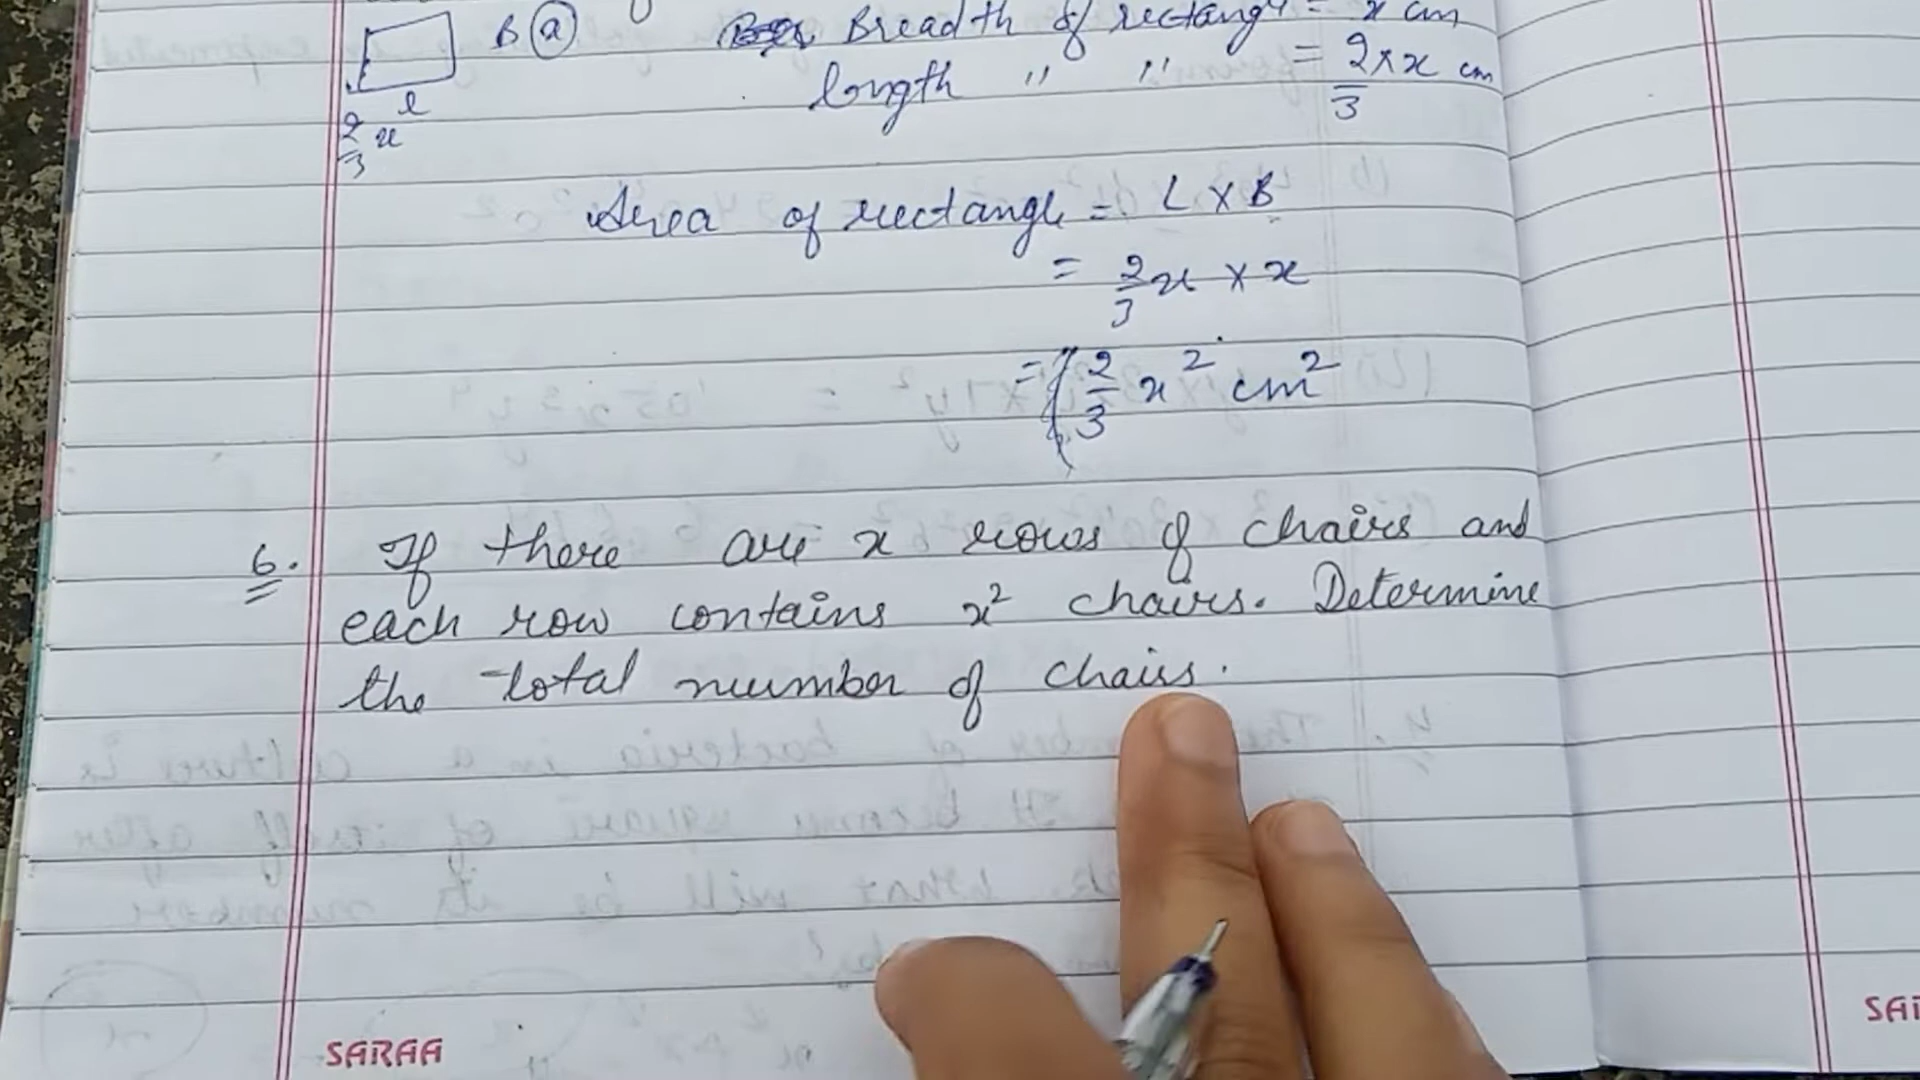 B a Breadth of rectangle = x cm
length " " = 2/3 × x cm
l
2/3 x
Area of rectangle = L × B
= 2/3 x × x
= 2/3 x² cm²
6. If there are x rows of chairs and
each row contains x² chairs. Determine
the total number of chairs.
SARAA